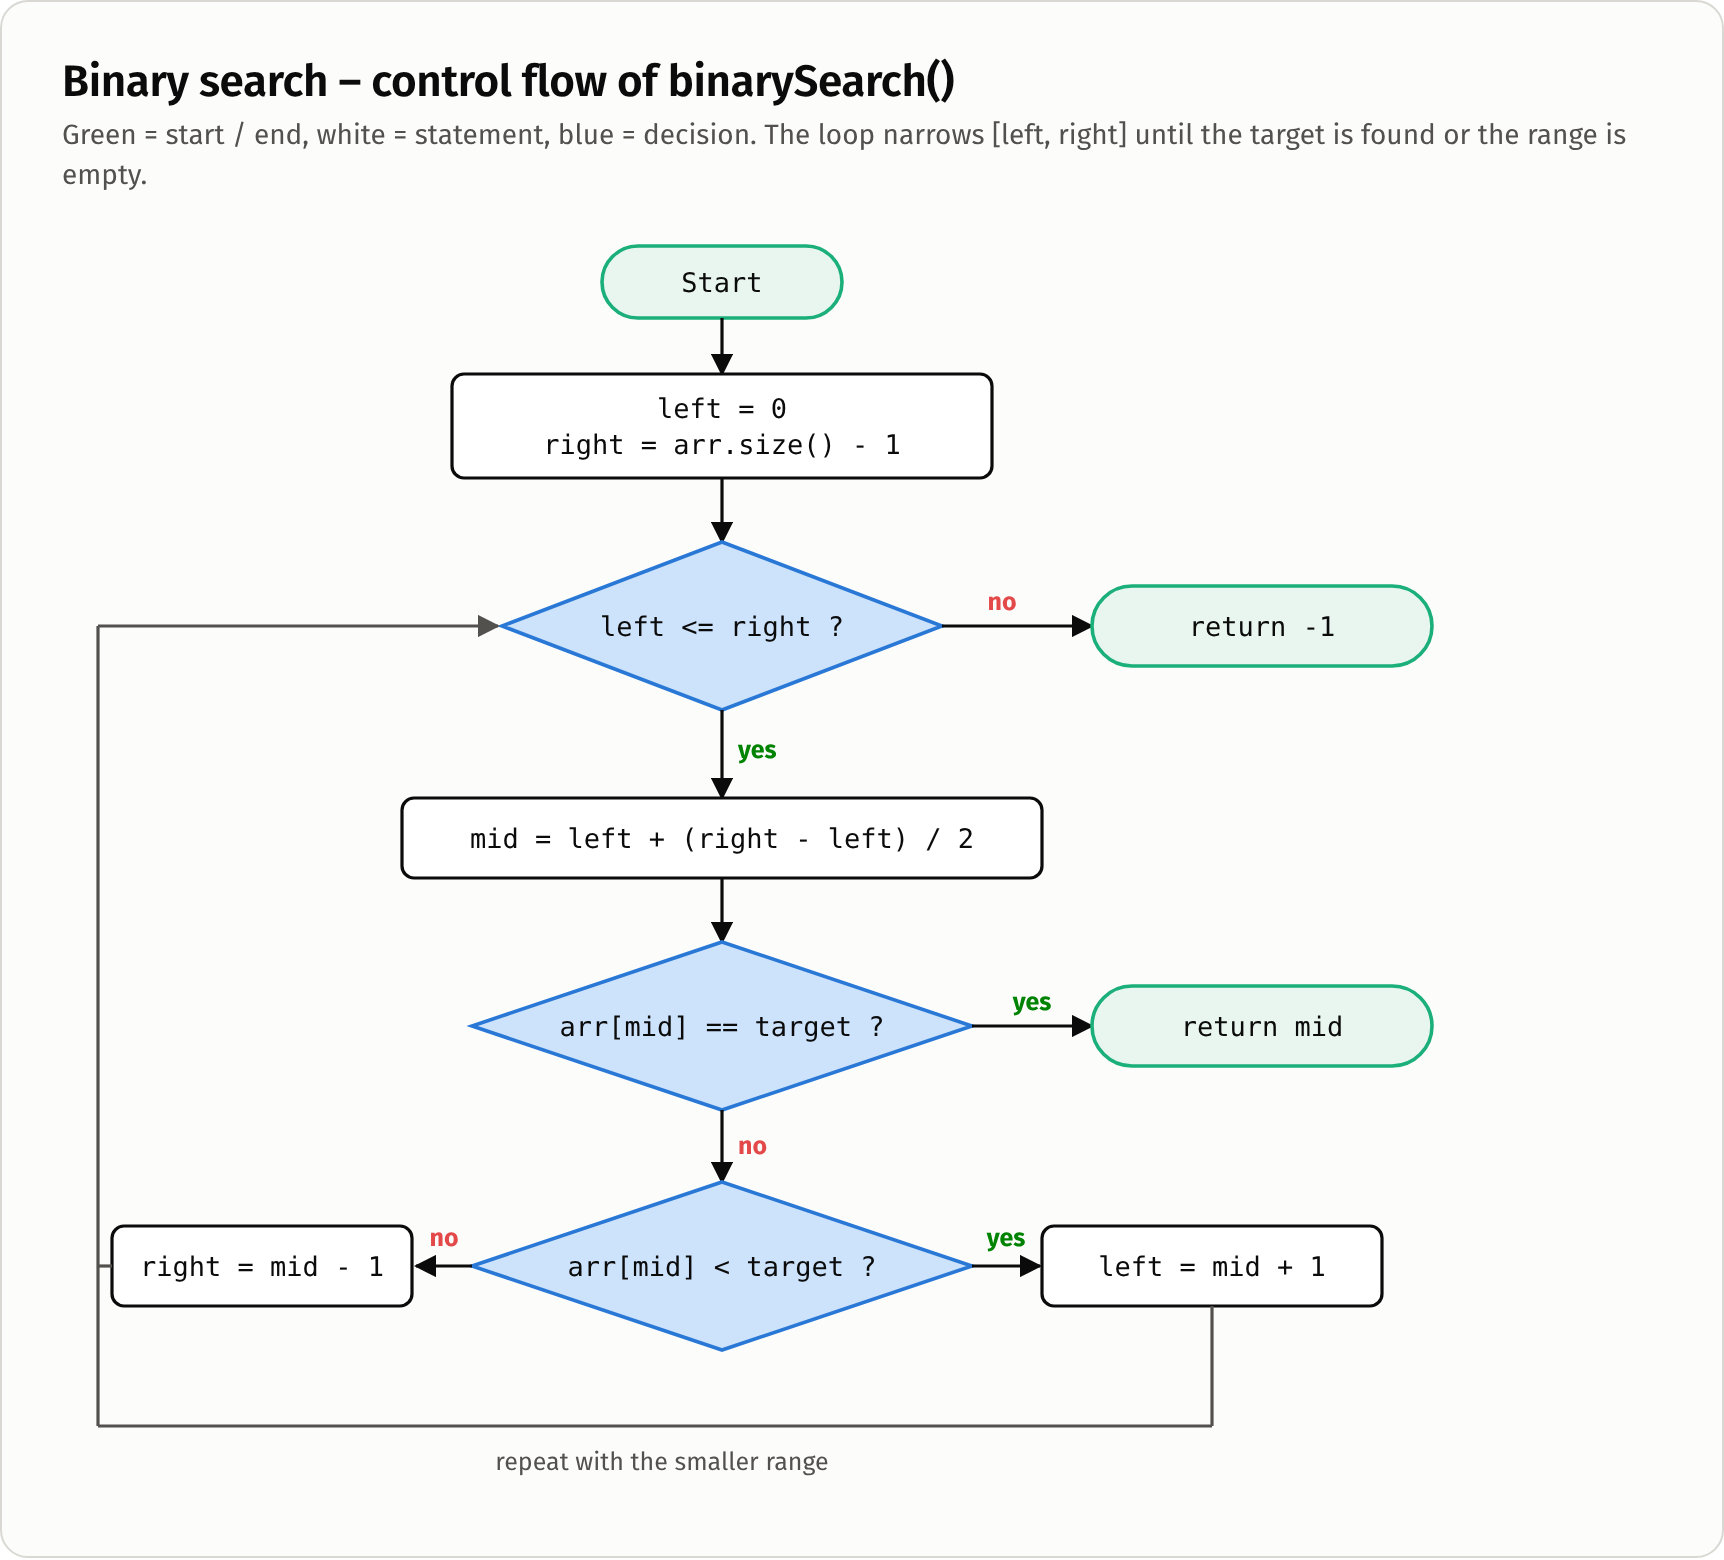 Binary search – control flow of binarySearch()
Green = start / end, white = statement, blue = decision. The loop narrows [left, right] until the target is found or the range is
empty.
Start
left = 0
right = arr.size() - 1
left <= right ?
no
return -1
yes
mid = left + (right - left) / 2
arr[mid] == target ?
yes
return mid
no
right = mid - 1
no
arr[mid] < target ?
yes
left = mid + 1
repeat with the smaller range